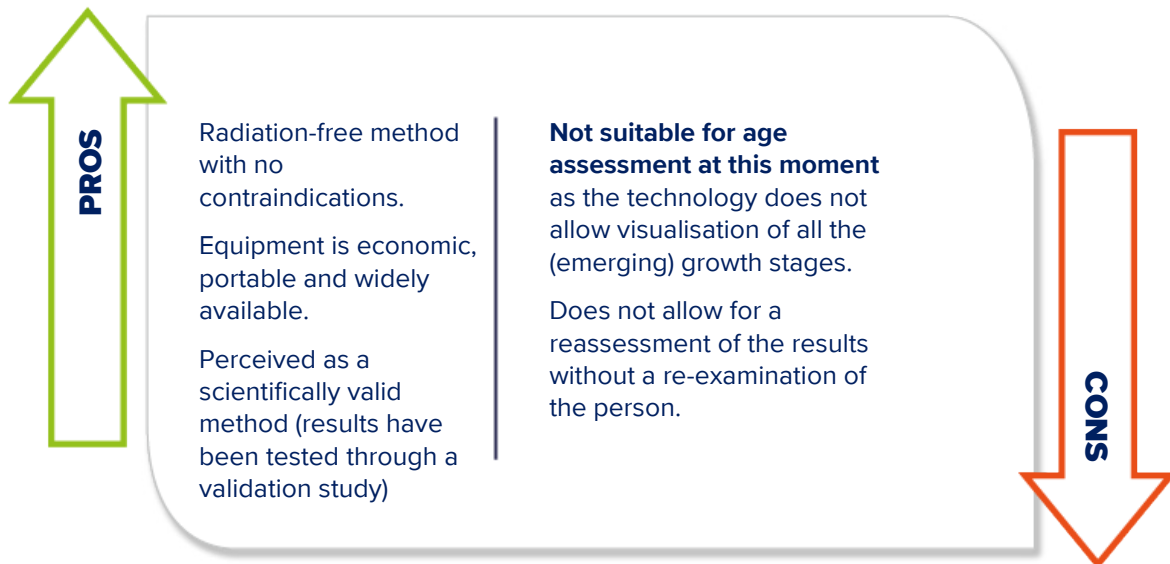 PROS
Radiation-free method
with no
contraindications.
Equipment is economic,
portable and widely
available.
Perceived as a
scientifically valid
method (results have
been tested through a
validation study)
Not suitable for age
assessment at this moment
as the technology does not
allow visualisation of all the
(emerging) growth stages.
Does not allow for a
reassessment of the results
without a re-examination of
the person.
CONS